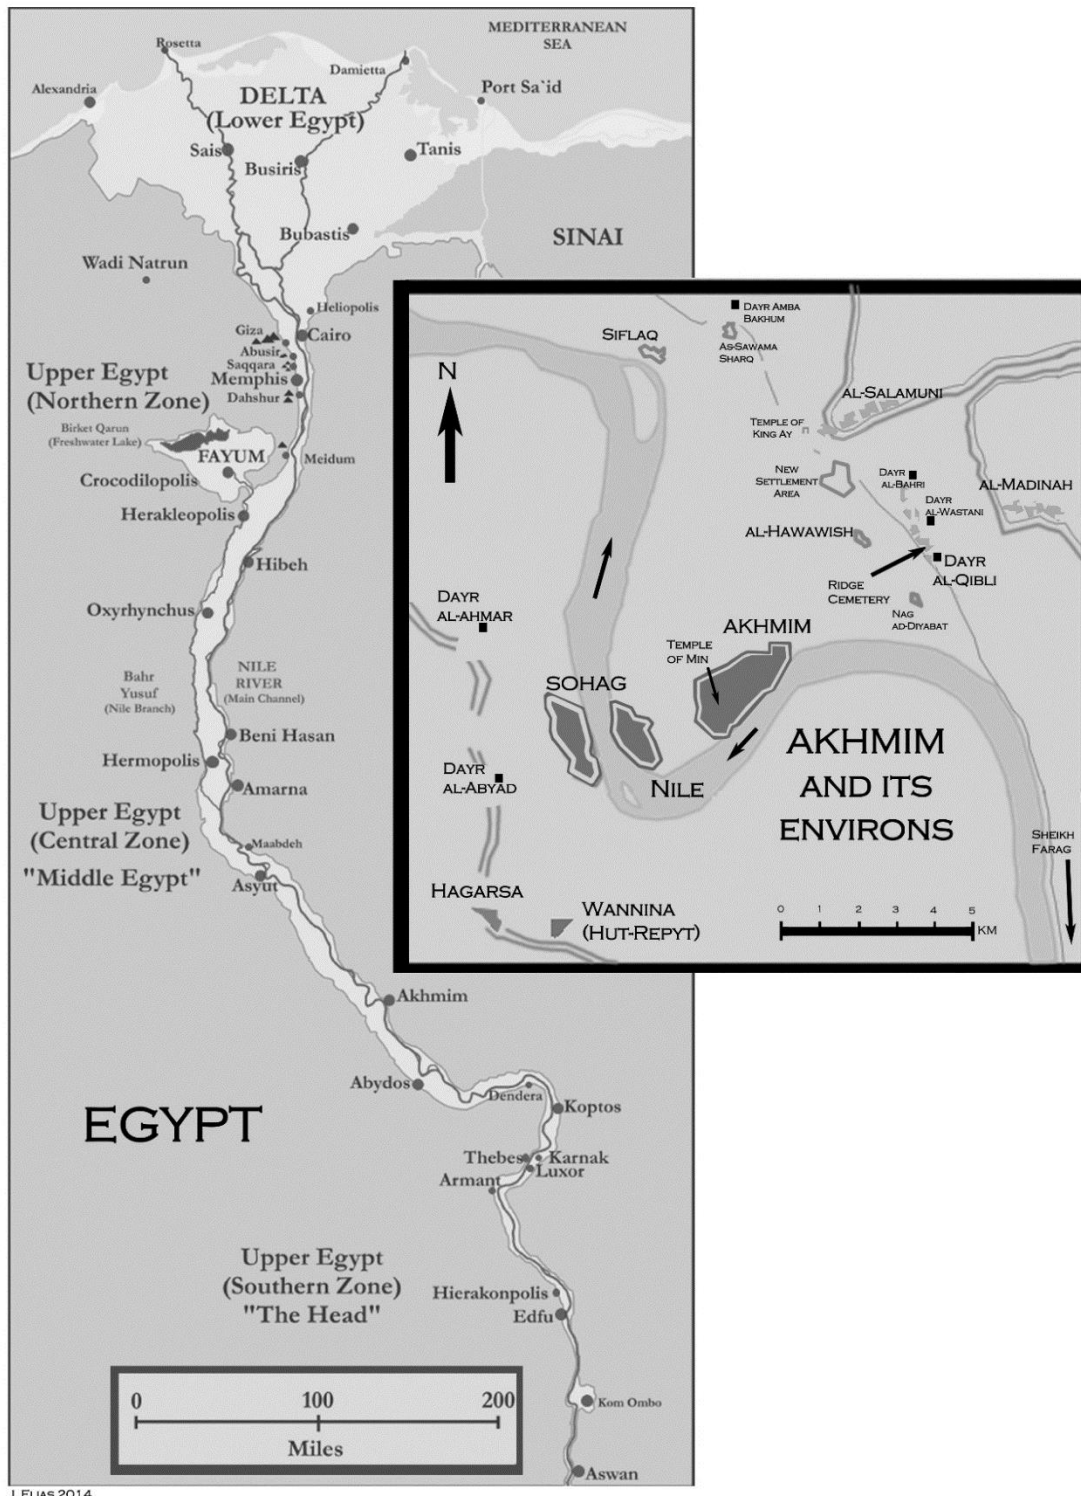 MEDITERRANEAN
SEA
Rosetta
Damietta
Alexandria
Port Sa`id
DELTA
(Lower Egypt)
Sais
Busiris
Tanis
Bubastis
SINAI
Wadi Natrun
Heliopolis
Giza
Cairo
Abusir
Saqqara
Memphis
Dahshur
Upper Egypt
(Northern Zone)
Birket Qarun
(Freshwater Lake)
FAYUM
Meidum
Crocodilopolis
Herakleopolis
Hibeh
Oxyrhynchus
Bahr
Yusuf
(Nile Branch)
NILE
RIVER
(Main Channel)
Beni Hasan
Hermopolis
Amarna
Upper Egypt
(Central Zone)
"Middle Egypt"
Maabdeh
Asyut
Akhmim
Abydos
Dendera
Koptos
EGYPT
Thebes
Karnak
Luxor
Armant
Upper Egypt
(Southern Zone)
"The Head"
Hierakonpolis
Edfu
Kom Ombo
Aswan
0 100 200
Miles
J. ELIAS 2014
DAYR AMBA
BAKHUM
SIFLAQ
AS-SAWAMA
SHARQ
N
AL-SALAMUNI
TEMPLE OF
KING AY
NEW
SETTLEMENT
AREA
DAYR
AL-BAHRI
DAYR
AL-WASTANI
AL-MADINAH
AL-HAWAWISH
DAYR
AL-QIBLI
RIDGE
CEMETERY
NAG
AD-DIYABAT
DAYR
AL-AHMAR
AKHMIM
TEMPLE
OF MIN
SOHAG
DAYR
AL-ABYAD
NILE
AKHMIM
AND ITS
ENVIRONS
SHEIKH
FARAG
HAGARSA
WANNINA
(HUT-REPYT)
0 1 2 3 4 5
KM